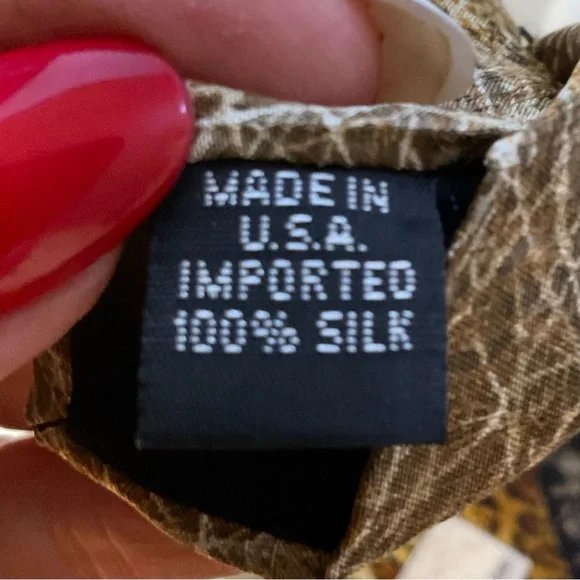 MADE IN
U.S.A.
IMPORTED
100% SILK